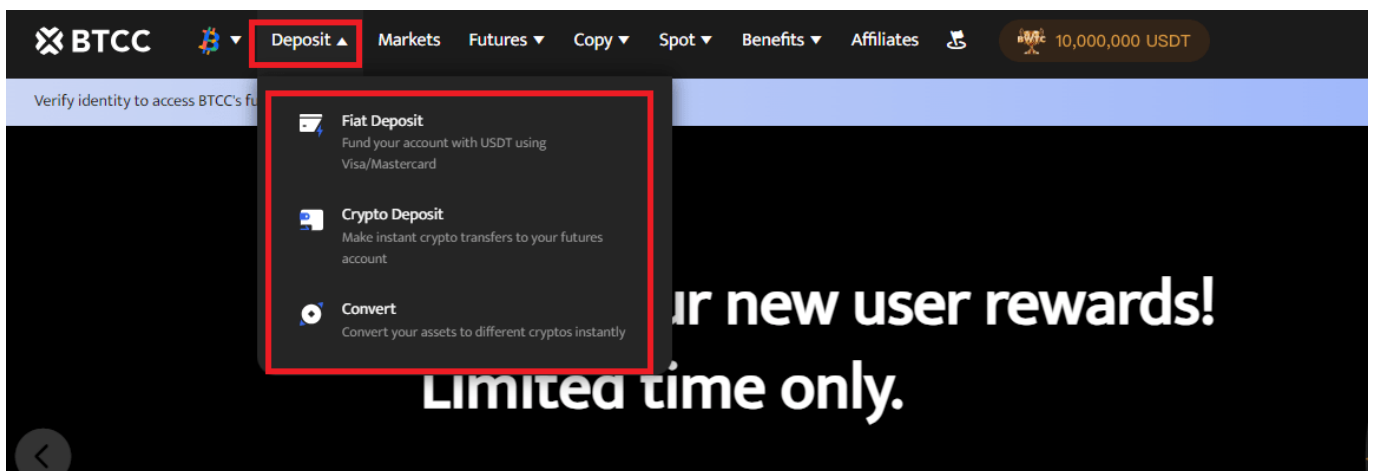 BTCC
Deposit ▲ Markets Futures ▼ Copy ▼ Spot ▼ Benefits ▼ Affiliates 10,000,000 USDT
Verify identity to access BTCC's
Fiat Deposit
Fund your account with USDT using
Visa/Mastercard
Crypto Deposit
Make instant crypto transfers to your futures
account
Convert
Convert your assets to different cryptos instantly
new user rewards!
Limited time only.